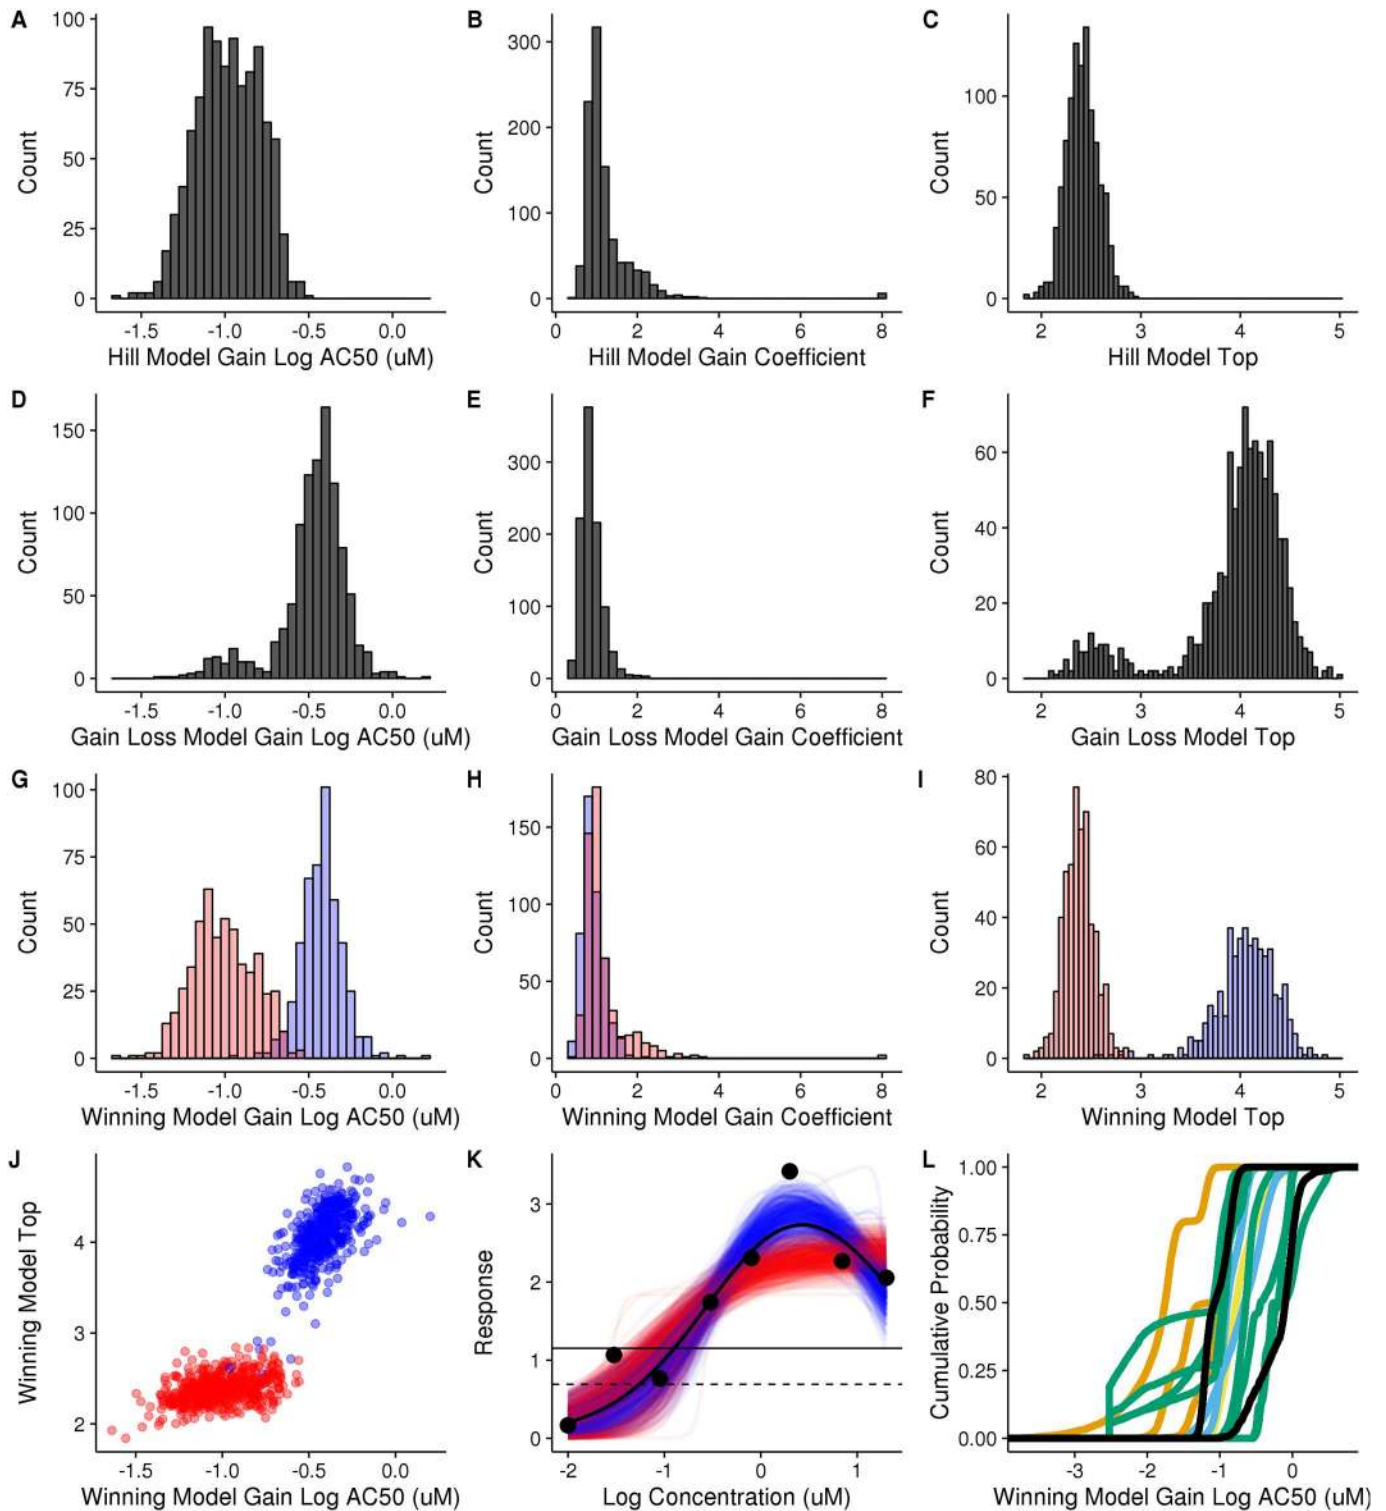 A
100
75
50
25
0
Count
-1.5 -1.0 -0.5 0.0
Hill Model Gain Log AC50 (uM)
B
300
200
100
0
Count
0 2 4 6 8
Hill Model Gain Coefficient
C
100
50
0
Count
2 3 4 5
Hill Model Top
D
150
100
50
0
Count
-1.5 -1.0 -0.5 0.0
Gain Loss Model Gain Log AC50 (uM)
E
300
200
100
0
Count
0 2 4 6 8
Gain Loss Model Gain Coefficient
F
60
40
20
0
Count
2 3 4 5
Gain Loss Model Top
G
100
75
50
25
0
Count
-1.5 -1.0 -0.5 0.0
Winning Model Gain Log AC50 (uM)
H
150
100
50
0
Count
0 2 4 6 8
Winning Model Gain Coefficient
I
80
60
40
20
0
Count
2 3 4 5
Winning Model Top
J
4
3
2
Winning Model Top
-1.5 -1.0 -0.5 0.0
Winning Model Gain Log AC50 (uM)
K
3
2
1
0
Response
-2 -1 0 1
Log Concentration (uM)
L
1.00
0.75
0.50
0.25
0.00
Cumulative Probability
-3 -2 -1 0
Winning Model Gain Log AC50 (uM)